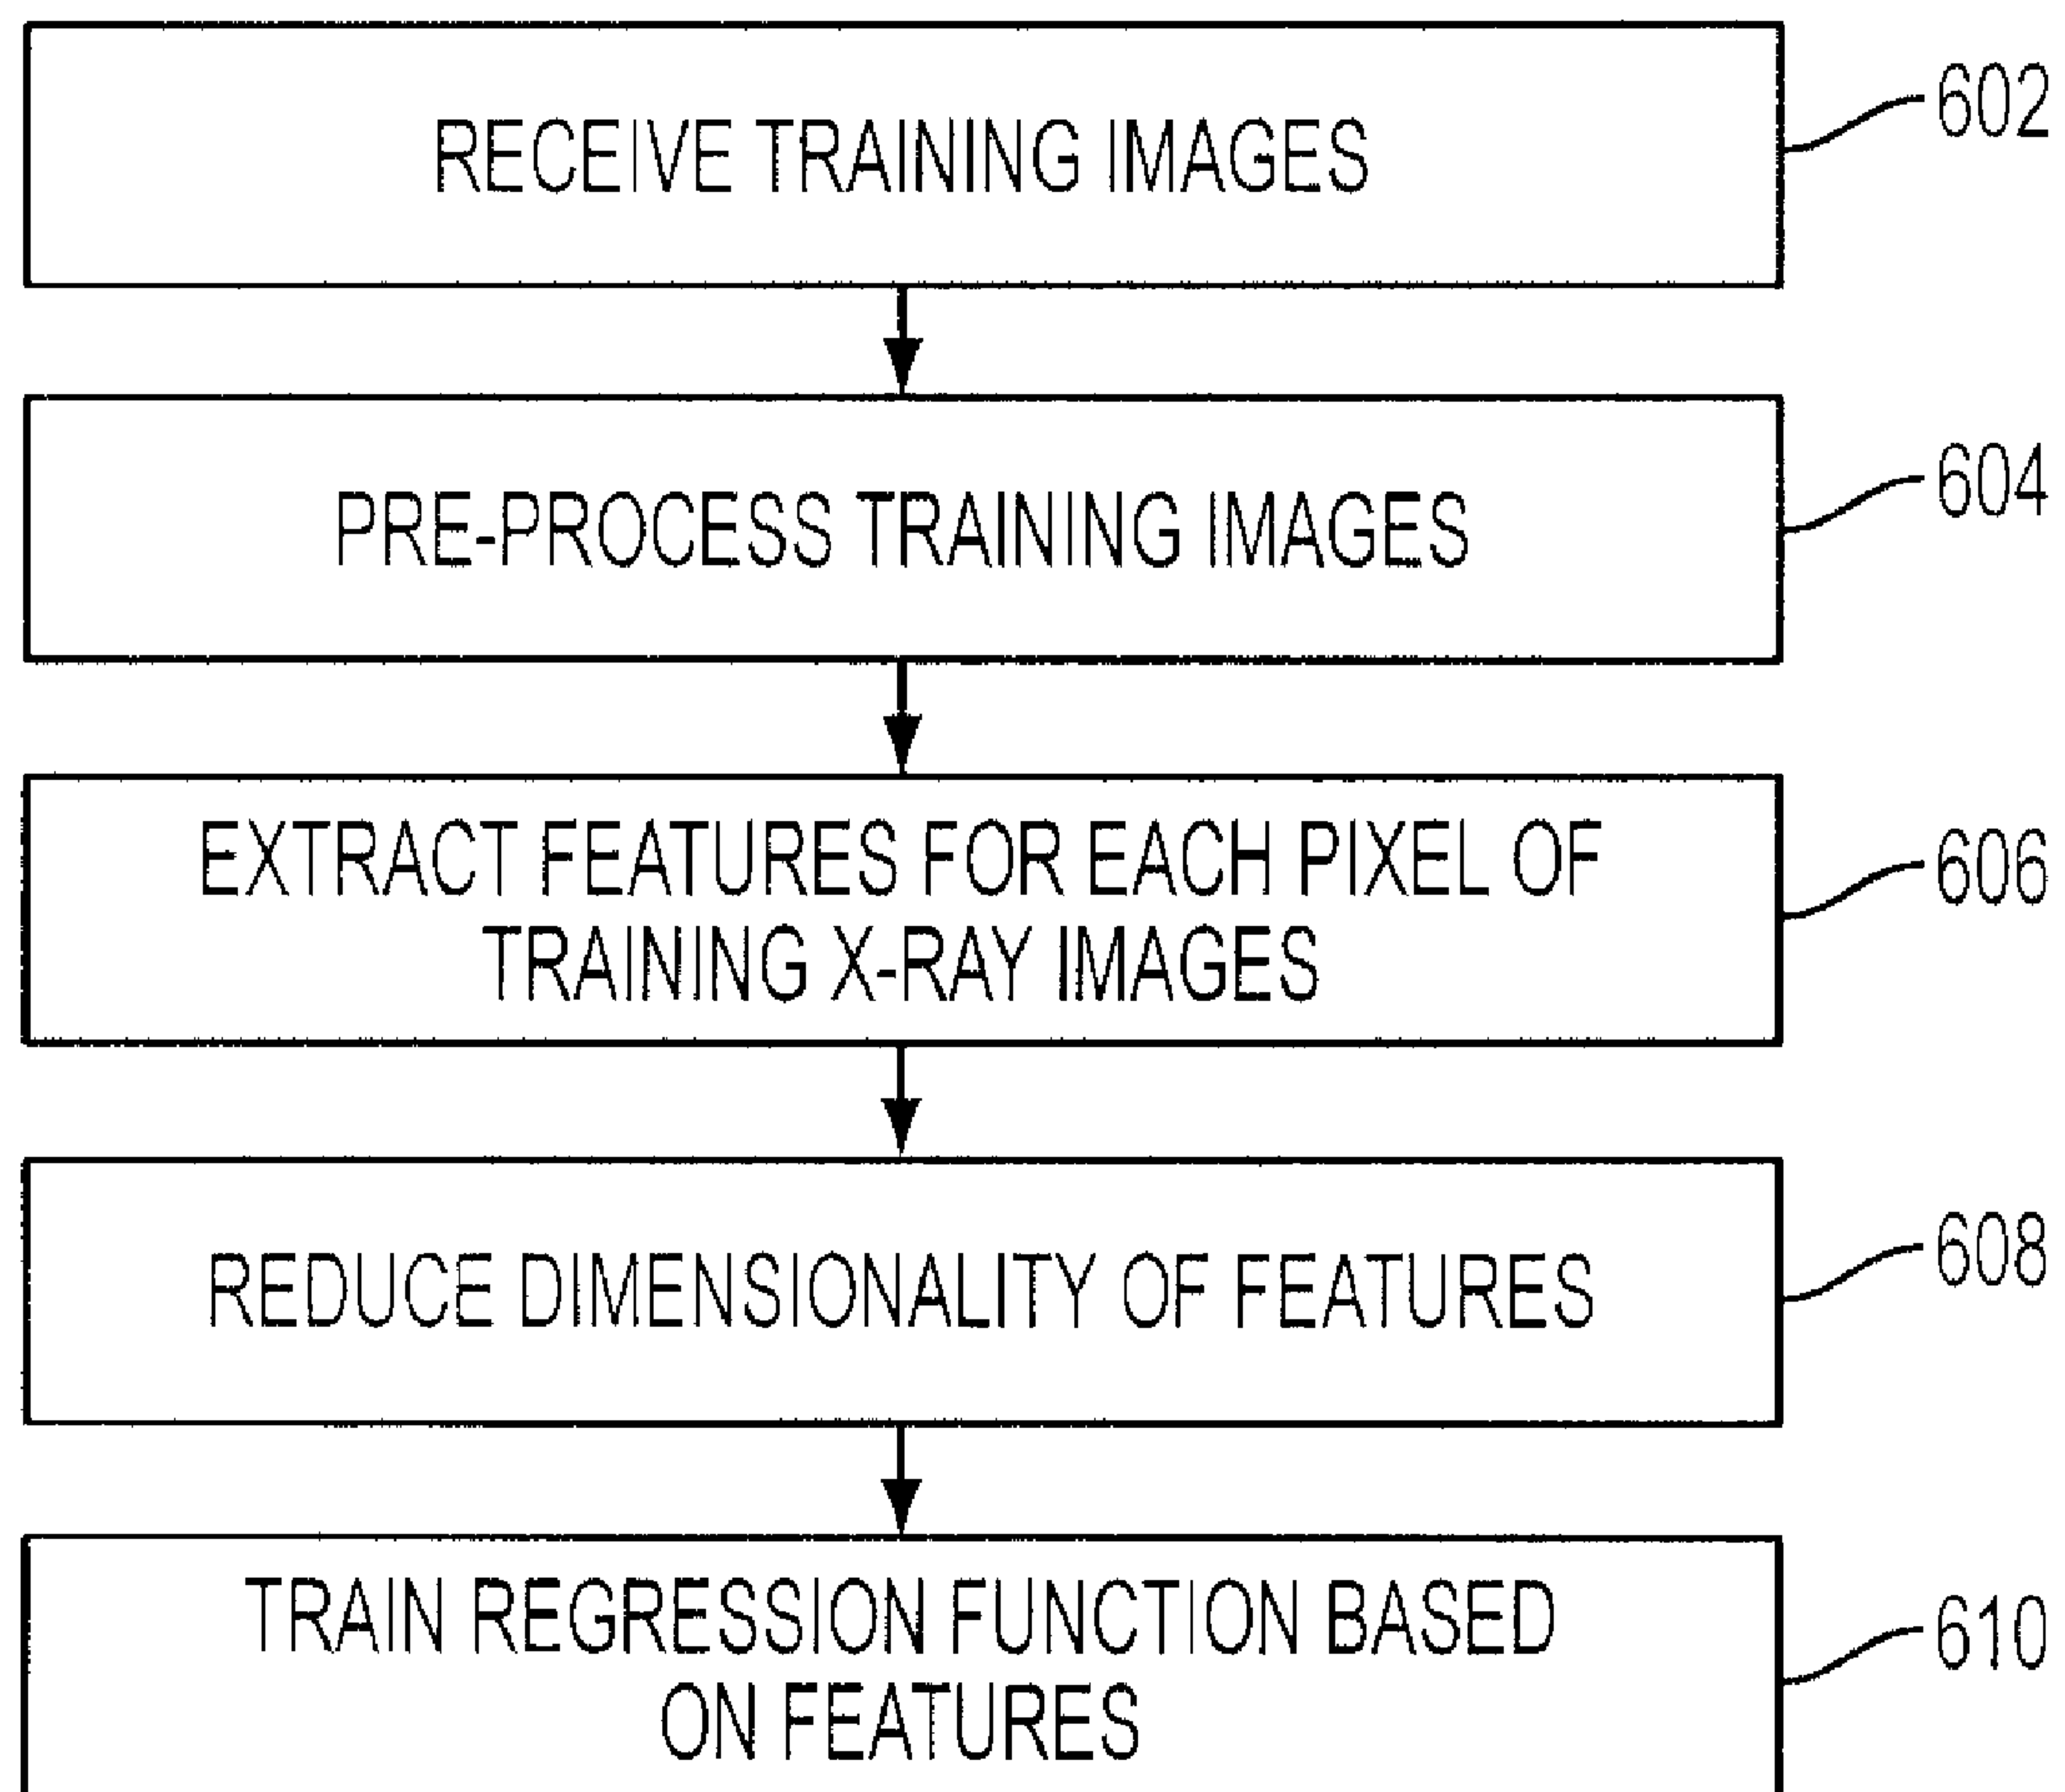 RECEIVE TRAINING IMAGES
602
PRE-PROCESS TRAINING IMAGES
604
EXTRACT FEATURES FOR EACH PIXEL OF
TRAINING X-RAY IMAGES
606
REDUCE DIMENSIONALITY OF FEATURES
608
TRAIN REGRESSION FUNCTION BASED
ON FEATURES
610